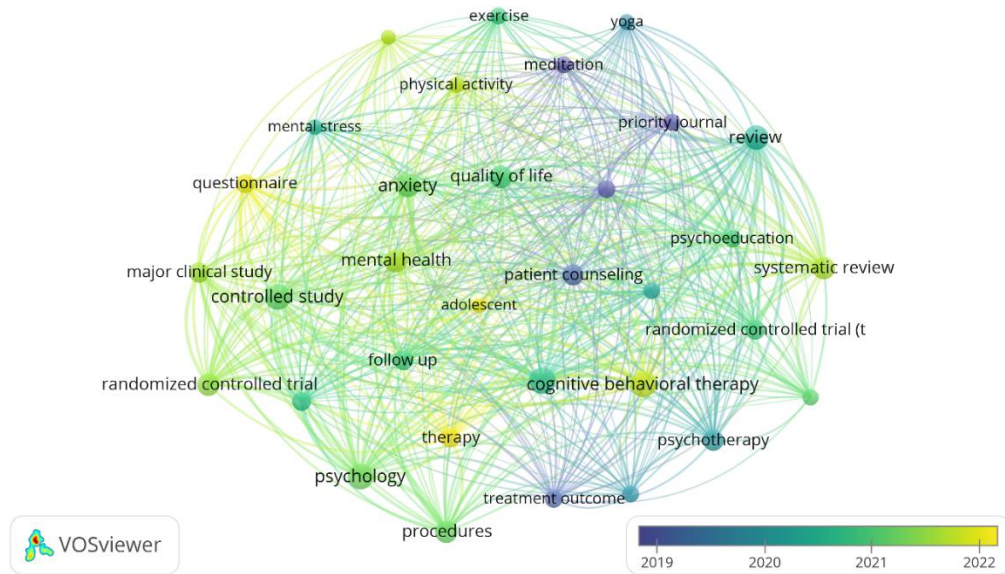 exercise
yoga
meditation
physical activity
mental stress
priority journal
review
questionnaire
anxiety
quality of life
psychoeducation
major clinical study
mental health
patient counseling
systematic review
controlled study
adolescent
randomized controlled trial (t
follow up
randomized controlled trial
cognitive behavioral therapy
therapy
psychotherapy
psychology
treatment outcome
procedures
VOSviewer
2019 2020 2021 2022